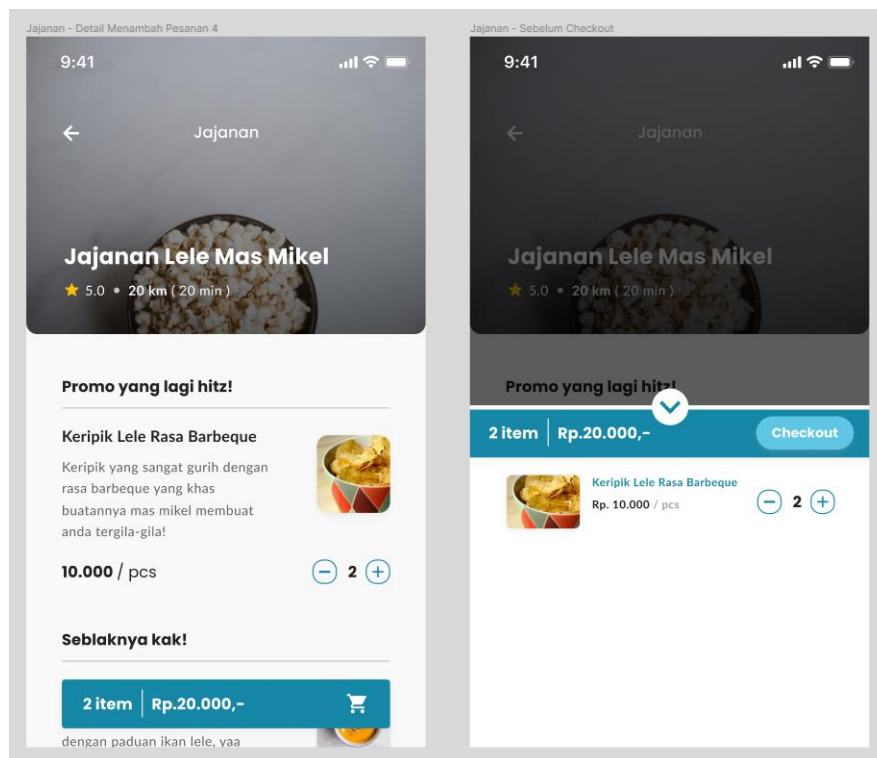 Jajanan - Detail Menambah Pesanan 4
9:41
Jajanan
Jajanan Lele Mas Mikel
5.0 • 20 km ( 20 min )
Promo yang lagi hitz!
Keripik Lele Rasa Barbeque
Keripik yang sangat gurih dengan
rasa barbeque yang khas
buatannya mas mikel membuat
anda tergila-gila!
10.000 / pcs
2
Seblaknya kak!
2 item | Rp.20.000,-
dengan paduan ikan lele, yaa
Jajanan - Sebelum Checkout
9:41
Jajanan
Jajanan Lele Mas Mikel
5.0 • 20 km ( 20 min )
Promo yang lagi hitz!
2 item | Rp.20.000,-
Checkout
Keripik Lele Rasa Barbeque
Rp. 10.000 / pcs
2